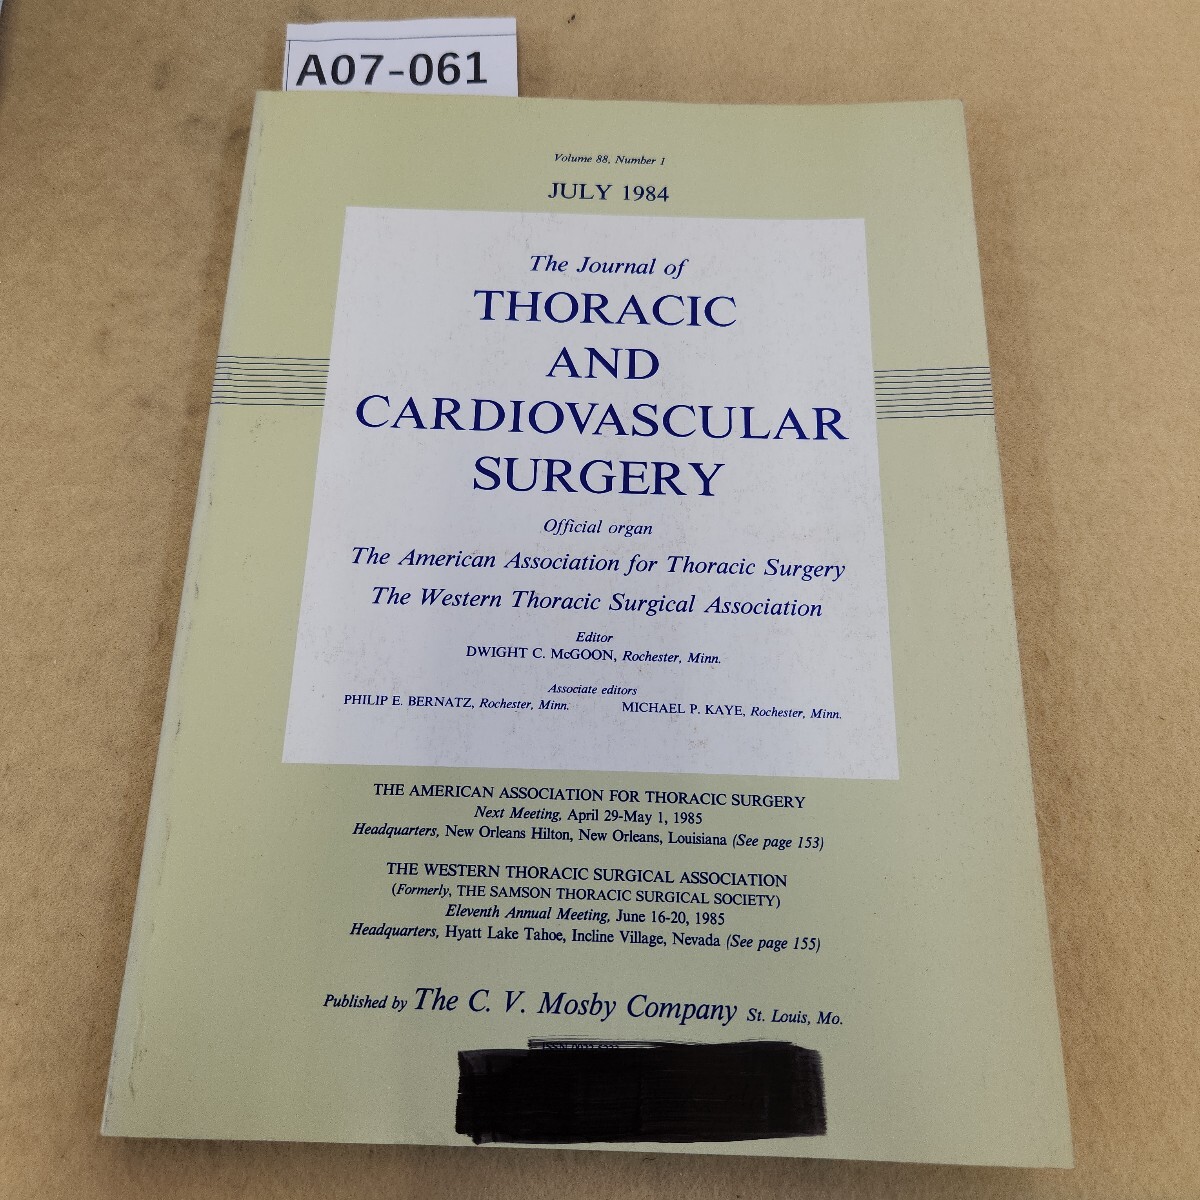 A07-061
Volume 88, Number 1
JULY 1984
The Journal of
THORACIC
AND
CARDIOVASCULAR
SURGERY
Official organ
The American Association for Thoracic Surgery
The Western Thoracic Surgical Association
Editor
DWIGHT C. McGOON, Rochester, Minn.
Associate editors
PHILIP E. BERNATZ, Rochester, Minn. MICHAEL P. KAYE, Rochester, Minn.
THE AMERICAN ASSOCIATION FOR THORACIC SURGERY
Next Meeting, April 29-May 1, 1985
Headquarters, New Orleans Hilton, New Orleans, Louisiana (See page 153)
THE WESTERN THORACIC SURGICAL ASSOCIATION
(Formerly, THE SAMSON THORACIC SURGICAL SOCIETY)
Eleventh Annual Meeting, June 16-20, 1985
Headquarters, Hyatt Lake Tahoe, Incline Village, Nevada (See page 155)
Published by The C. V. Mosby Company St. Louis, Mo.